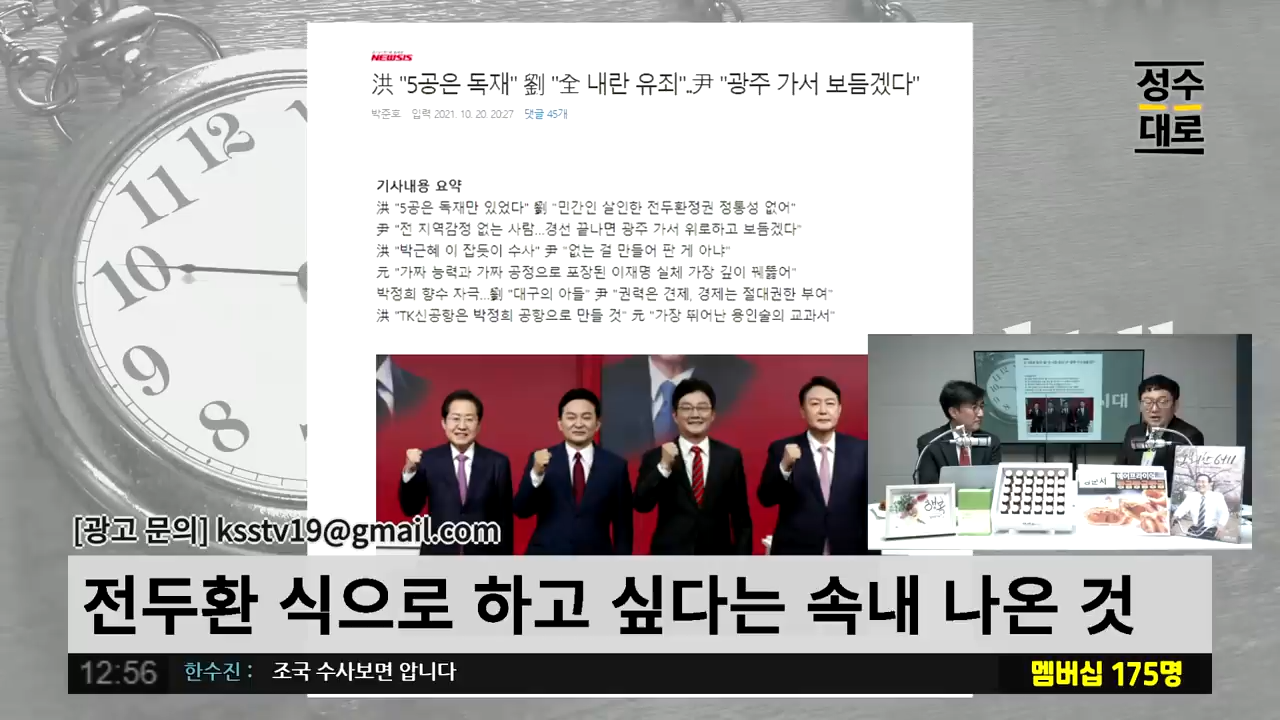 NEWSIS
洪 "5공은 독재" 劉 "全 내란 유죄"..尹 "광주 가서 보듬겠다"
박준호 입력 2021. 10. 20. 20:27 댓글 45개
성수
대로
기사내용 요약
洪 "5공은 독재만 있었다" 劉 "민간인 살인한 전두환정권 정통성 없어"
尹 "전 지역감정 없는 사람...경선 끝나면 광주 가서 위로하고 보듬겠다"
洪 "박근혜 이 잡듯이 수사" 尹 "없는 걸 만들어 판 게 아냐"
元 "가짜 능력과 가짜 공정으로 포장된 이재명 실체 가장 깊이 꿰뚫어"
박정희 향수 자극...劉 "대구의 아들" 尹 "권력은 견제, 경제는 절대권한 부여"
洪 "TK신공항은 박정희 공항으로 만들 것" 元 "가장 뛰어난 용인술의 교과서"
12
11
10
9
8
시대
행복
[광고 문의] ksstv19@gmail.com
전두환 식으로 하고 싶다는 속내 나온 것
12:56 한수진 : 조국 수사보면 압니다 멤버십 175명